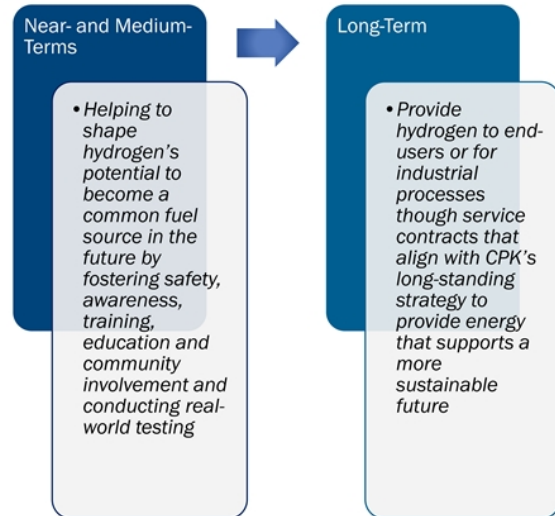 Near- and Medium-
Terms
• Helping to
shape
hydrogen's
potential to
become a
common fuel
source in the
future by
fostering safety,
awareness,
training,
education and
community
involvement and
conducting real-
world testing
Long-Term
• Provide
hydrogen to end-
users or for
industrial
processes
though service
contracts that
align with CPK's
long-standing
strategy to
provide energy
that supports a
more
sustainable
future